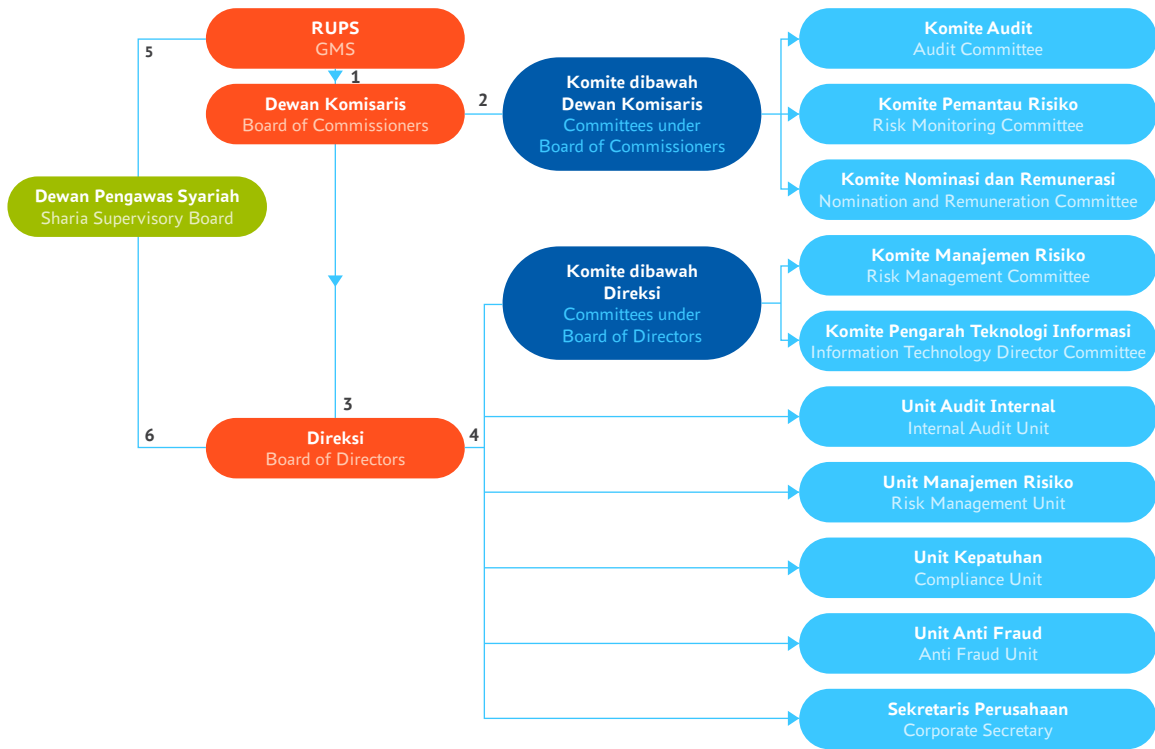 RUPS
GMS
5
1
Dewan Komisaris
Board of Commissioners
2
Komite dibawah
Dewan Komisaris
Committees under
Board of Commissioners
Komite Audit
Audit Committee
Komite Pemantau Risiko
Risk Monitoring Committee
Komite Nominasi dan Remunerasi
Nomination and Remuneration Committee
Dewan Pengawas Syariah
Sharia Supervisory Board
Komite dibawah
Direksi
Committees under
Board of Directors
Komite Manajemen Risiko
Risk Management Committee
Komite Pengarah Teknologi Informasi
Information Technology Director Committee
3
6
Direksi
Board of Directors
4
Unit Audit Internal
Internal Audit Unit
Unit Manajemen Risiko
Risk Management Unit
Unit Kepatuhan
Compliance Unit
Unit Anti Fraud
Anti Fraud Unit
Sekretaris Perusahaan
Corporate Secretary